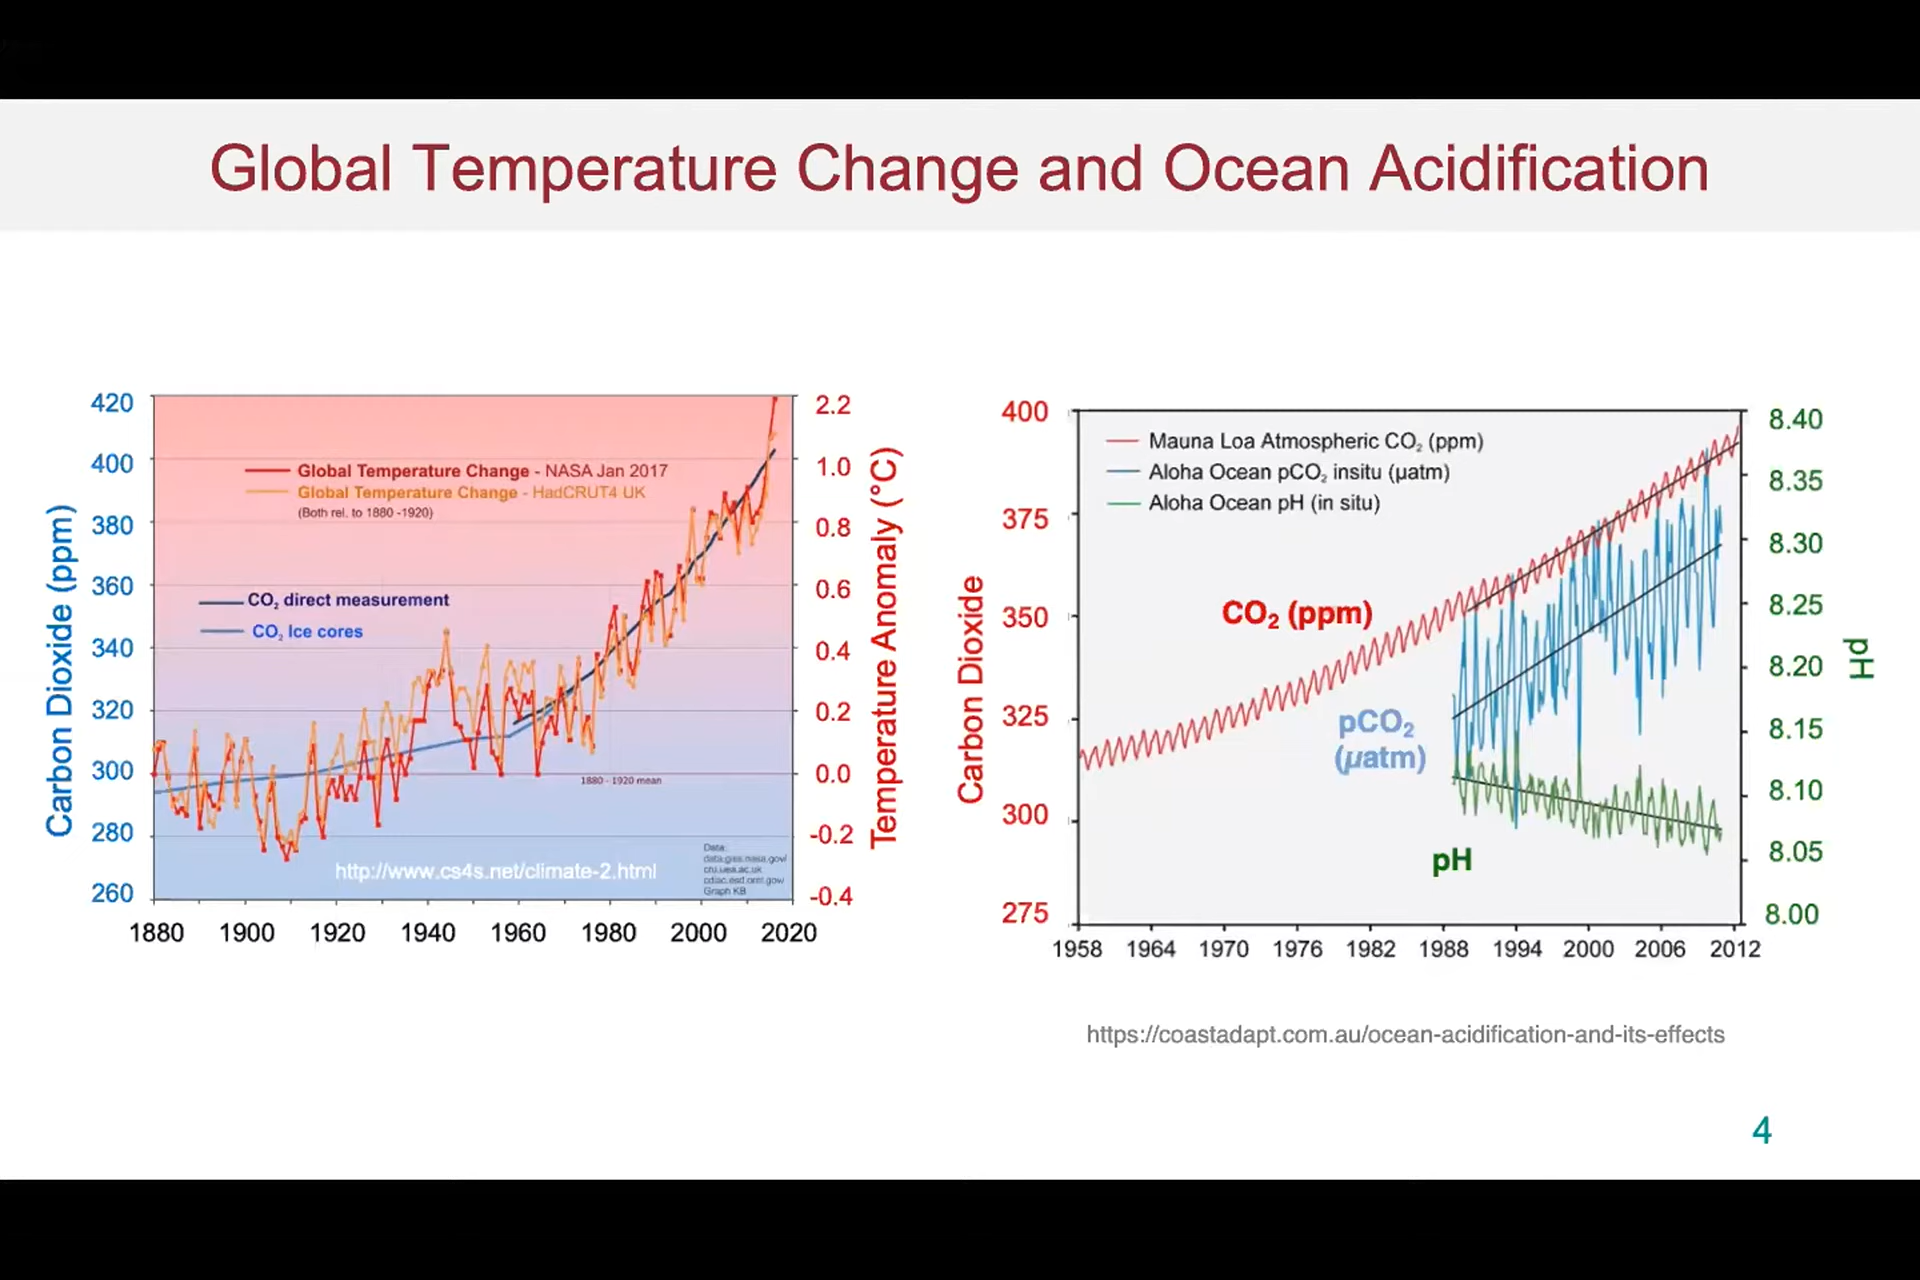 Global Temperature Change and Ocean Acidification
Carbon Dioxide (ppm)
420
400
380
360
340
320
300
280
260
Global Temperature Change - NASA Jan 2017
Global Temperature Change - HadCRUT4 UK
(Both rel. to 1880 -1920)
CO₂ direct measurement
CO₂ Ice cores
1880 - 1920 mean
http://www.cs4s.net/climate-2.html
Data:
data.giss.nasa.gov/
cru.uea.ac.uk
Graph KB
2.2
1.0
0.8
0.6
0.4
0.2
0.0
-0.2
-0.4
Temperature Anomaly (°C)
1880 1900 1920 1940 1960 1980 2000 2020
Carbon Dioxide
400
375
350
325
300
275
Mauna Loa Atmospheric CO₂ (ppm)
Aloha Ocean pCO₂ insitu (µatm)
Aloha Ocean pH (in situ)
CO₂ (ppm)
pCO₂
(µatm)
pH
8.40
8.35
8.30
8.25
8.20
8.15
8.10
8.05
8.00
pH
1958 1964 1970 1976 1982 1988 1994 2000 2006 2012
https://coastadapt.com.au/ocean-acidification-and-its-effects
4